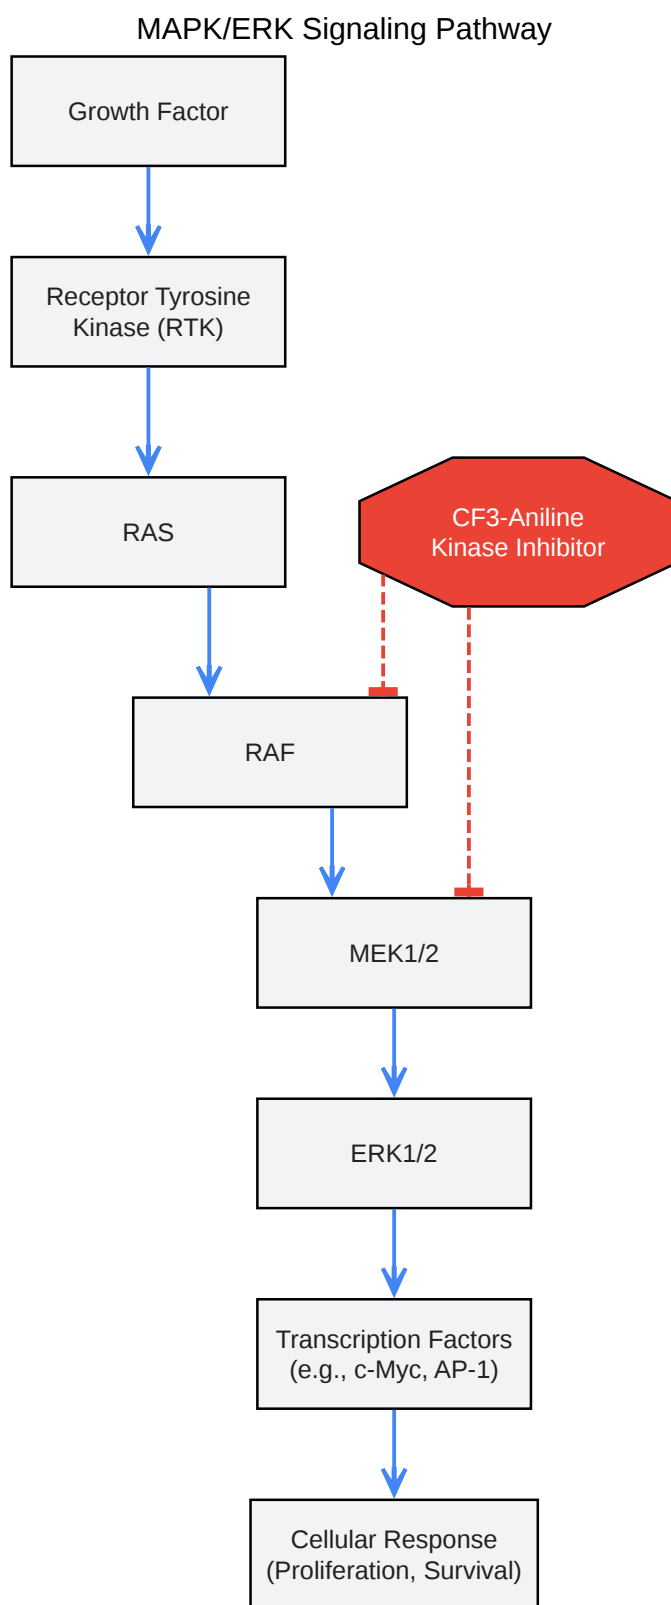 MAPK/ERK Signaling Pathway
Growth Factor
Receptor Tyrosine
Kinase (RTK)
RAS
CF3-Aniline
Kinase Inhibitor
RAF
MEK1/2
ERK1/2
Transcription Factors
(e.g., c-Myc, AP-1)
Cellular Response
(Proliferation, Survival)